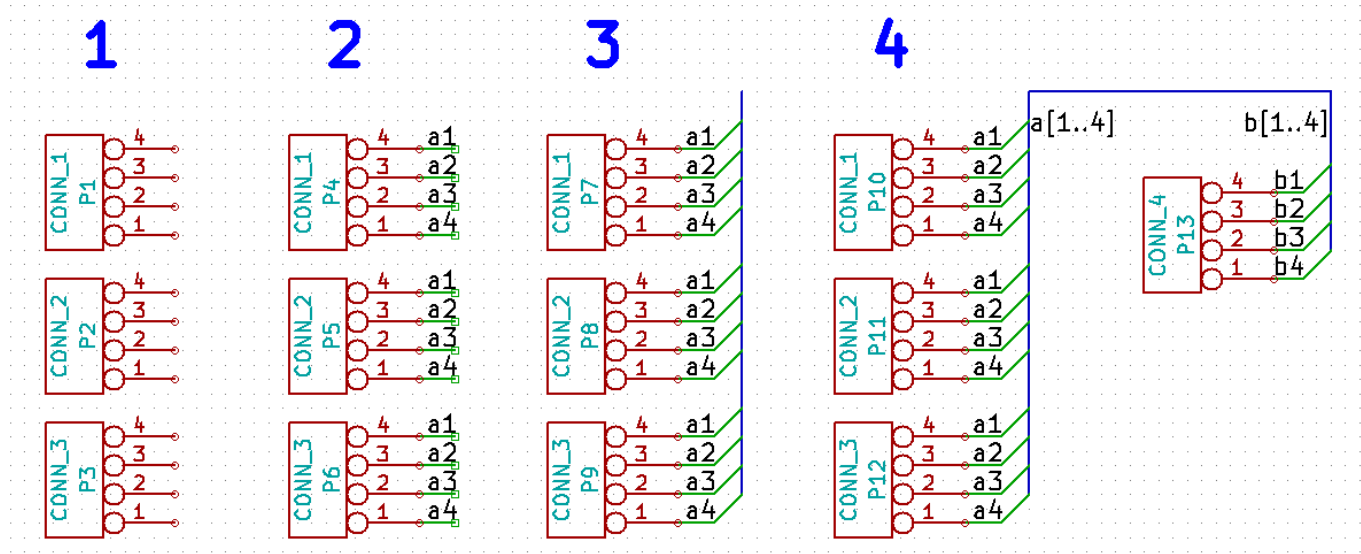 1 2 3 4
CONN_1
P1
4
3
2
1
CONN_2
P2
4
3
2
1
CONN_3
P3
4
3
2
1
CONN_1
P4
4 a1
3 a2
2 a3
1 a4
CONN_2
P5
4 a1
3 a2
2 a3
1 a4
CONN_3
P6
4 a1
3 a2
2 a3
1 a4
CONN_1
P7
4 a1
3 a2
2 a3
1 a4
CONN_2
P8
4 a1
3 a2
2 a3
1 a4
CONN_3
P9
4 a1
3 a2
2 a3
1 a4
CONN_1
P10
4 a1
3 a2
2 a3
1 a4
CONN_2
P11
4 a1
3 a2
2 a3
1 a4
CONN_3
P12
4 a1
3 a2
2 a3
1 a4
a[1..4] b[1..4]
CONN_4
P13
4 b1
3 b2
2 b3
1 b4